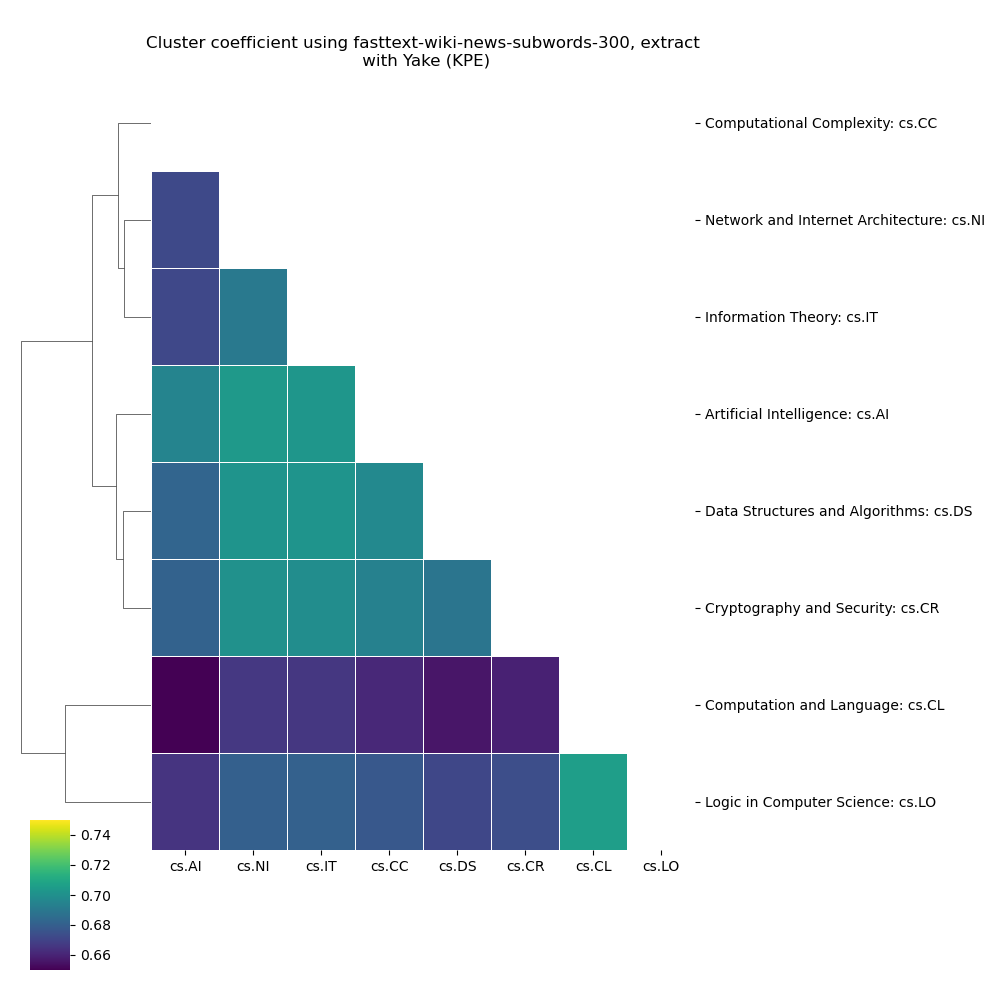 Cluster coefficient using fasttext-wiki-news-subwords-300, extract
with Yake (KPE)
Computational Complexity: cs.CC
Network and Internet Architecture: cs.NI
Information Theory: cs.IT
Artificial Intelligence: cs.AI
Data Structures and Algorithms: cs.DS
Cryptography and Security: cs.CR
Computation and Language: cs.CL
Logic in Computer Science: cs.LO
0.74
0.72
0.70
0.68
0.66
cs.AI cs.NI cs.IT cs.CC cs.DS cs.CR cs.CL cs.LO